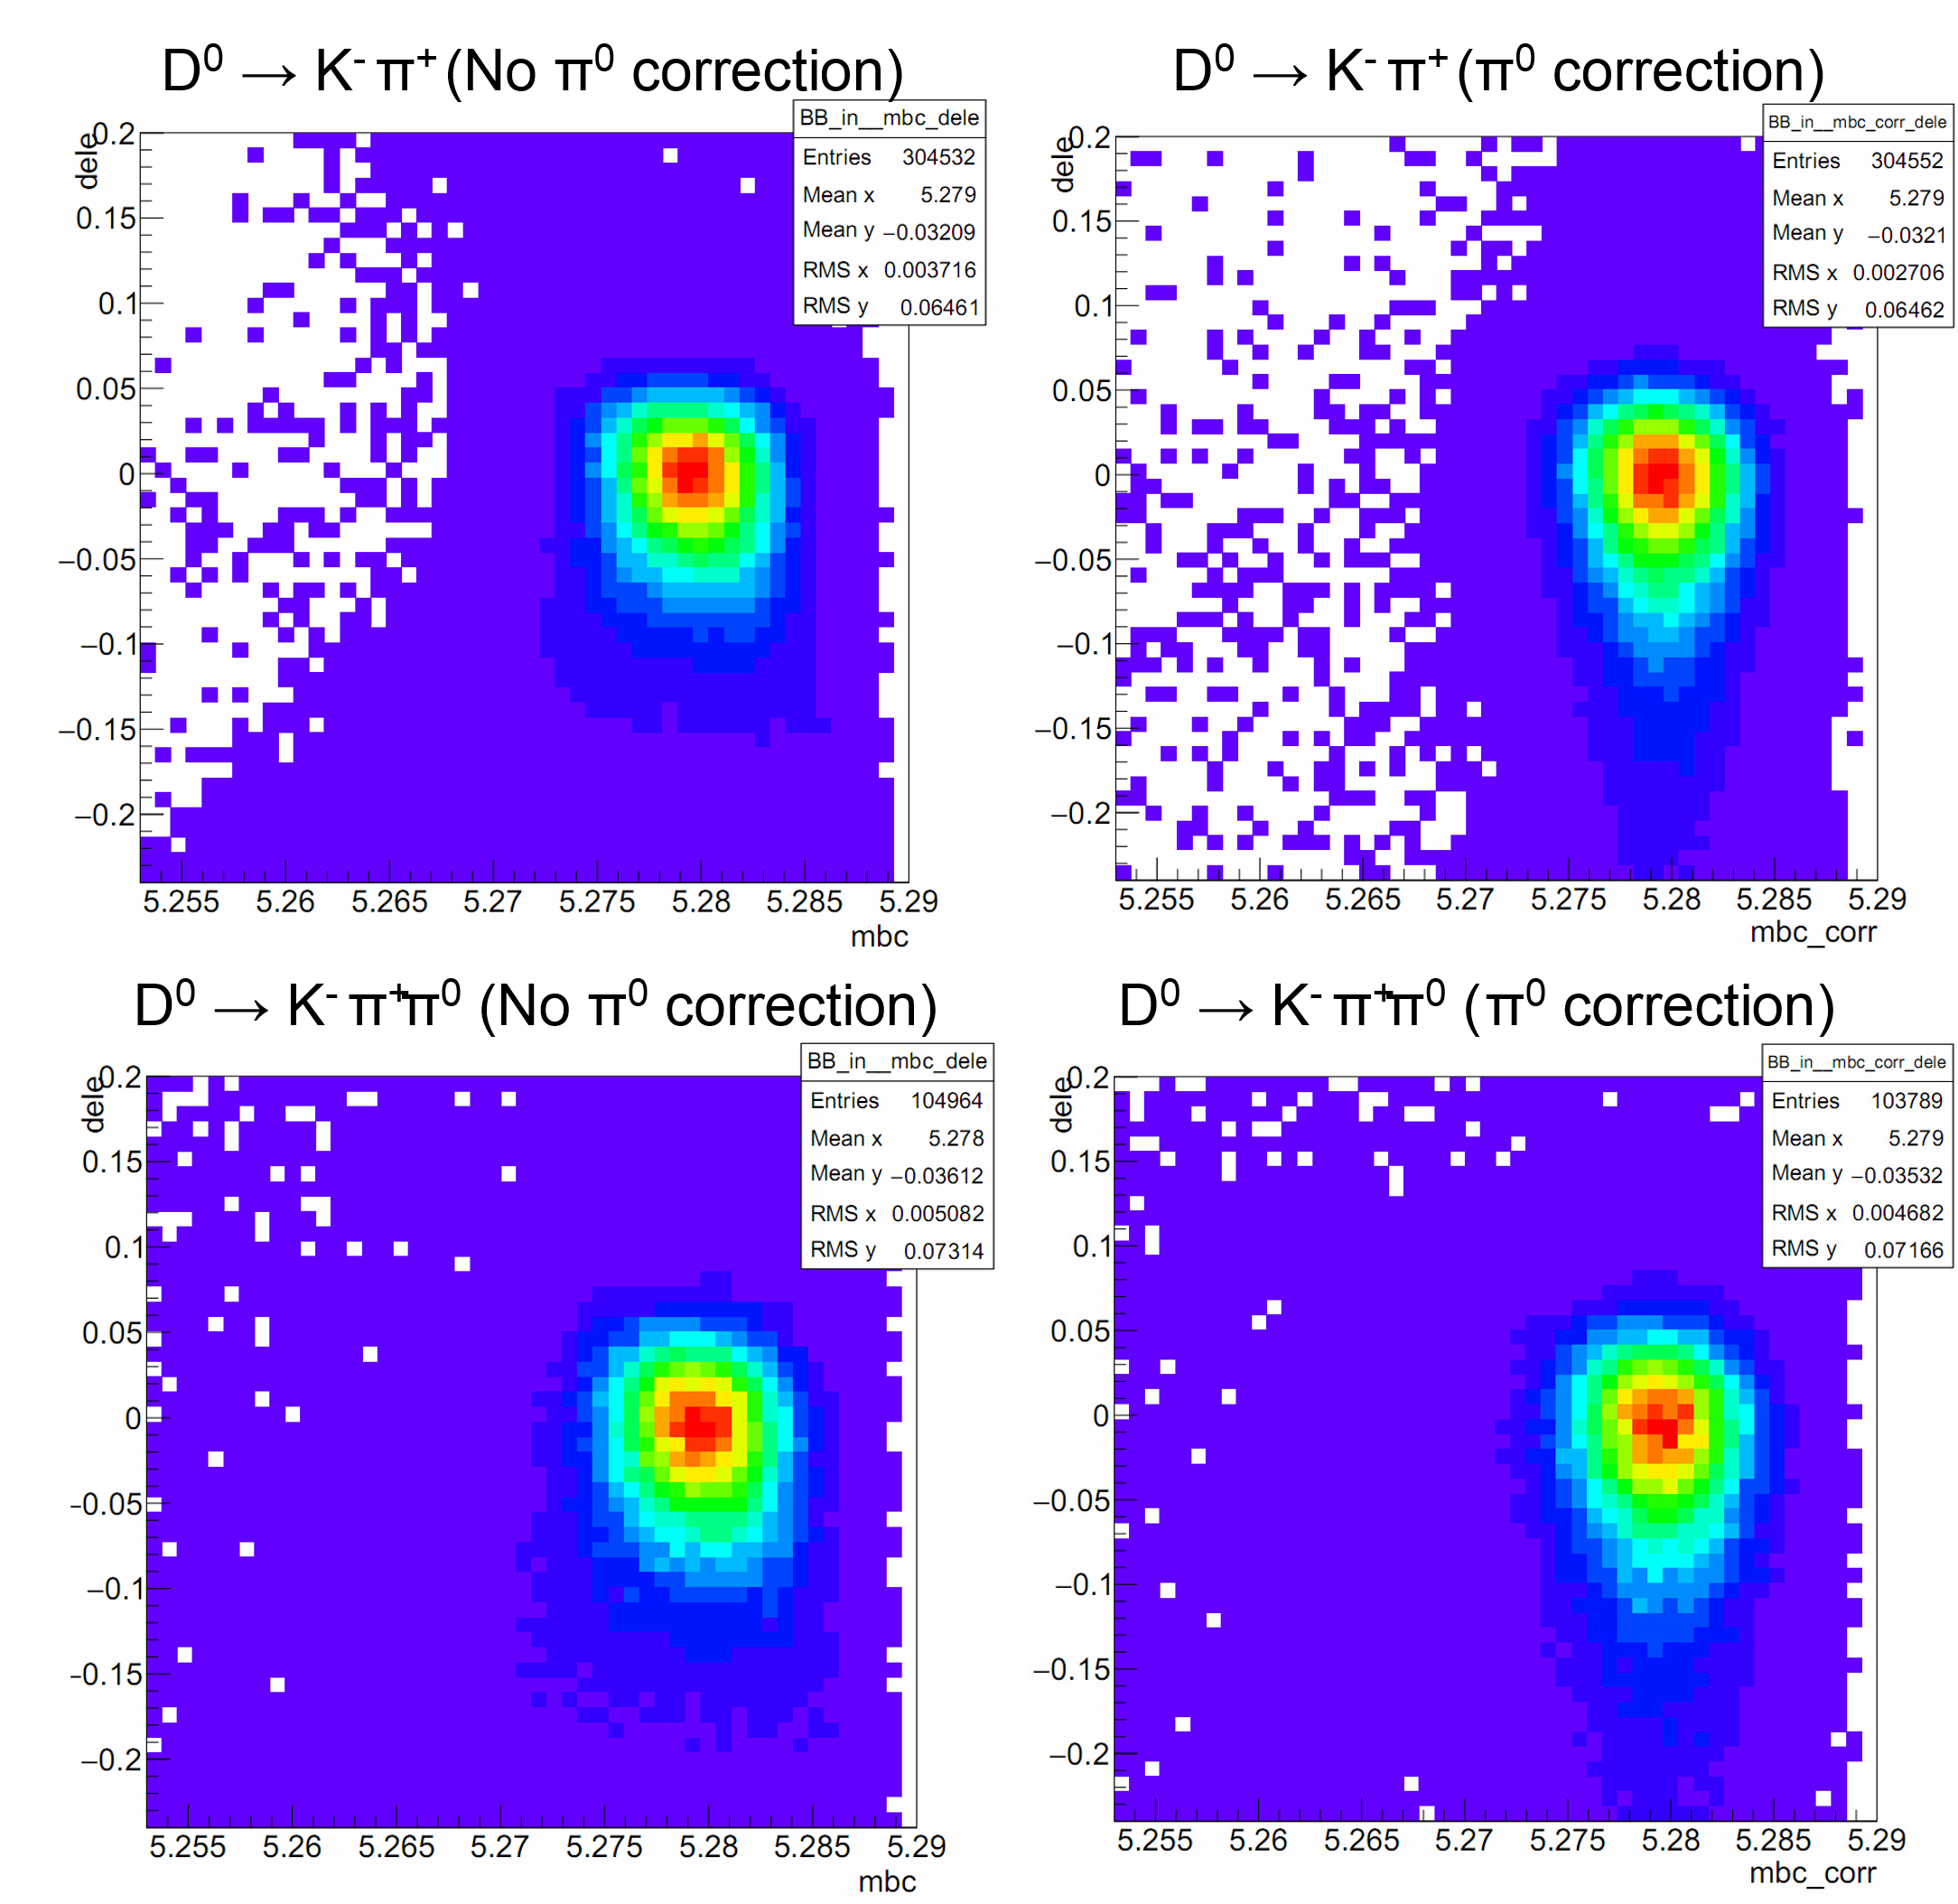 D⁰ → K⁻ π⁺ (No π⁰ correction)
BB_in__mbc_dele
Entries 304532
Mean x 5.279
Mean y −0.03209
RMS x 0.003716
RMS y 0.06461
dele
0.2
0.15
0.1
0.05
0
−0.05
−0.1
−0.15
−0.2
5.255 5.26 5.265 5.27 5.275 5.28 5.285 5.29
mbc
D⁰ → K⁻ π⁺ (π⁰ correction)
BB_in__mbc_corr_dele
Entries 304552
Mean x 5.279
Mean y −0.0321
RMS x 0.002706
RMS y 0.06462
dele
0.2
0.15
0.1
0.05
0
−0.05
−0.1
−0.15
−0.2
5.255 5.26 5.265 5.27 5.275 5.28 5.285 5.29
mbc_corr
D⁰ → K⁻ π⁺π⁰ (No π⁰ correction)
BB_in__mbc_dele
Entries 104964
Mean x 5.278
Mean y −0.03612
RMS x 0.005082
RMS y 0.07314
dele
0.2
0.15
0.1
0.05
0
-0.05
−0.1
-0.15
−0.2
5.255 5.26 5.265 5.27 5.275 5.28 5.285 5.29
mbc
D⁰ → K⁻ π⁺π⁰ (π⁰ correction)
BB_in__mbc_corr_dele
Entries 103789
Mean x 5.279
Mean y −0.03532
RMS x 0.004682
RMS y 0.07166
dele
0.2
0.15
0.1
0.05
0
−0.05
−0.1
−0.15
−0.2
5.255 5.26 5.265 5.27 5.275 5.28 5.285 5.29
mbc_corr